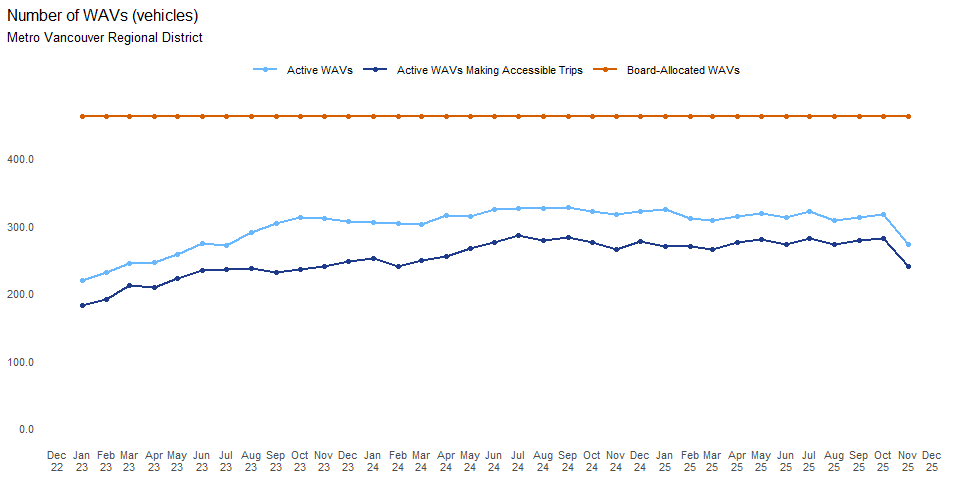 Number of WAVs (vehicles)
Metro Vancouver Regional District
Active WAVs Active WAVs Making Accessible Trips Board-Allocated WAVs
400.0
300.0
200.0
100.0
0.0
Dec Jan Feb Mar Apr May Jun Jul Aug Sep Oct Nov Dec Jan Feb Mar Apr May Jun Jul Aug Sep Oct Nov Dec Jan Feb Mar Apr May Jun Jul Aug Sep Oct Nov Dec
22 23 23 23 23 23 23 23 23 23 23 23 23 24 24 24 24 24 24 24 24 24 24 24 24 25 25 25 25 25 25 25 25 25 25 25 25